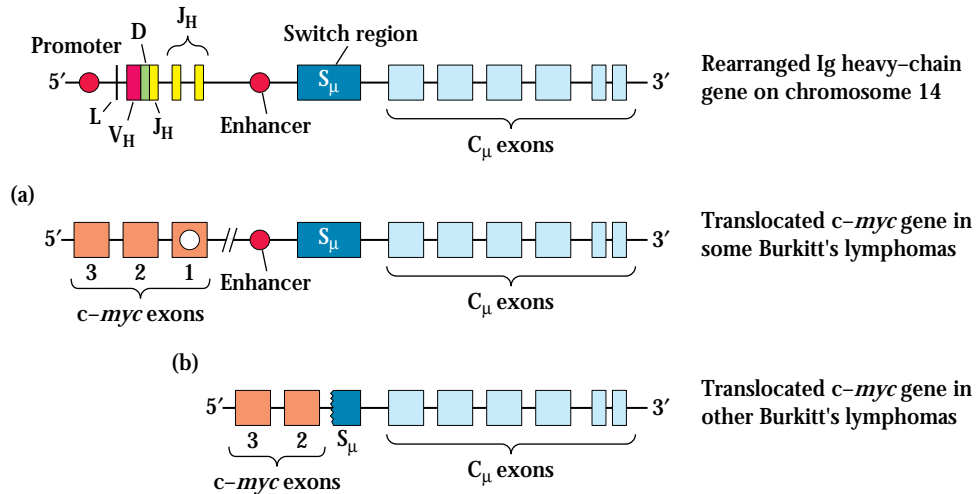 J_H
D
Promoter
Switch region
5′
S_μ
3′
Rearranged Ig heavy–chain
gene on chromosome 14
L
V_H
J_H
Enhancer
C_μ exons
(a)
5′
S_μ
3′
Translocated c–myc gene in
some Burkitt's lymphomas
3 2 1
Enhancer
c–myc exons
C_μ exons
(b)
5′
3′
Translocated c–myc gene in
other Burkitt's lymphomas
3 2
S_μ
c–myc exons
C_μ exons